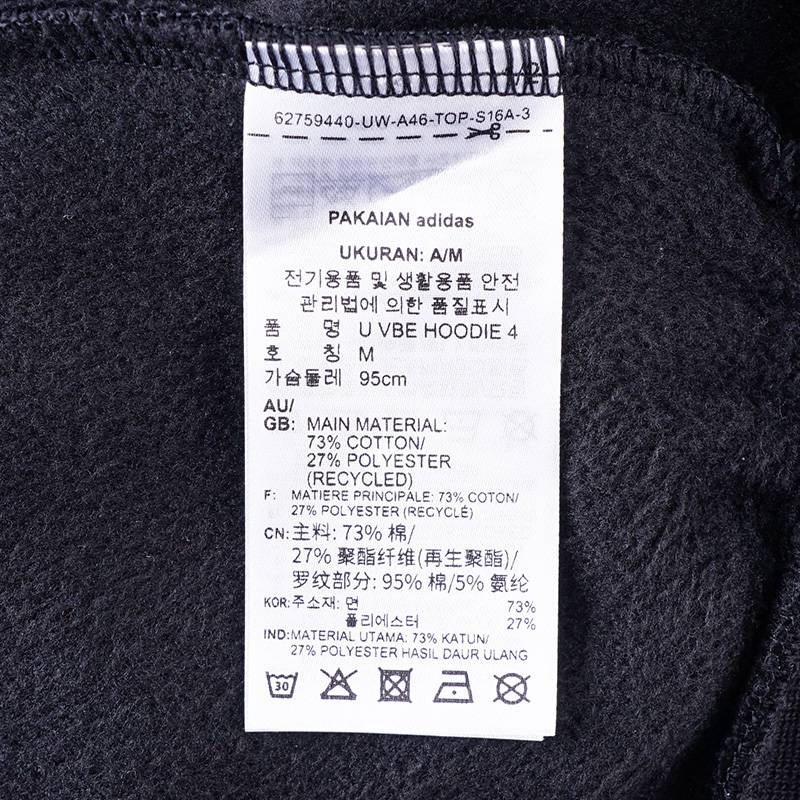 62759440-UW-A46-TOP-S16A-3
PAKAIAN adidas
UKURAN: A/M
전기용품 및 생활용품 안전
관리법에 의한 품질표시
품 명 U VBE HOODIE 4
호 칭 M
가슴둘레 95cm
AU/
GB: MAIN MATERIAL:
73% COTTON/
27% POLYESTER
(RECYCLED)
F: MATIERE PRINCIPALE: 73% COTON/
27% POLYESTER (RECYCLÉ)
CN: 主料: 73% 棉/
27% 聚酯纤维(再生聚酯)/
罗纹部分: 95% 棉/5% 氨纶
KOR: 주소재: 면 73%
폴리에스터 27%
IND: MATERIAL UTAMA: 73% KATUN/
27% POLYESTER HASIL DAUR ULANG
30